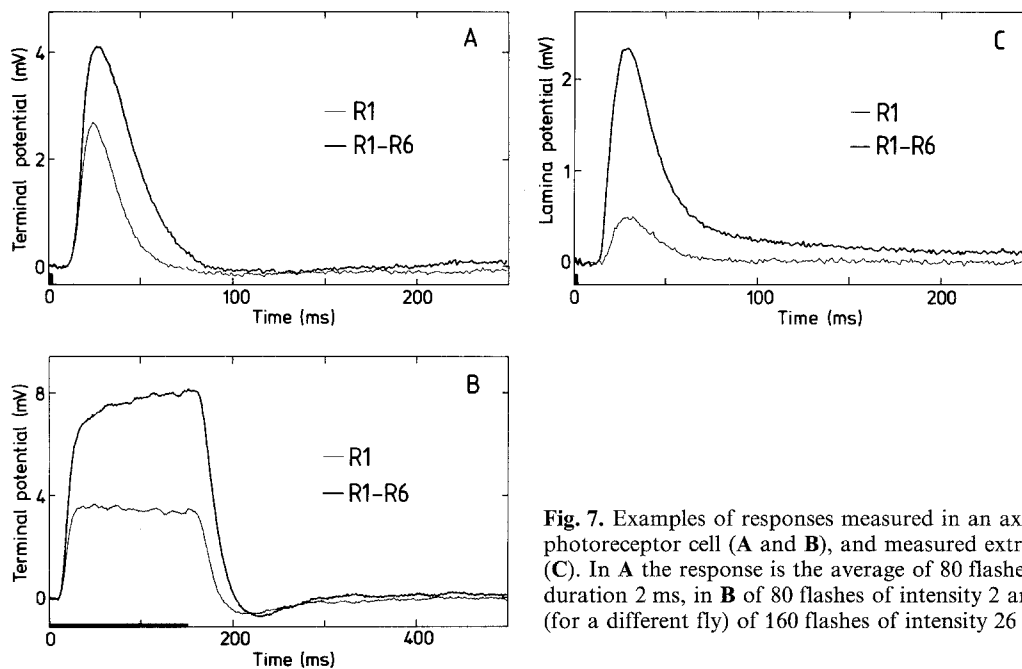 A
Terminal potential (mV)
4
2
0
R1
R1-R6
0
100
200
Time (ms)
C
Lamina potential (mV)
2
1
0
R1
R1-R6
0
100
200
Time (ms)
B
Terminal potential (mV)
8
4
0
R1
R1-R6
0
200
400
Time (ms)
Fig. 7. Examples of responses measured in an ax
photoreceptor cell (A and B), and measured extr
(C). In A the response is the average of 80 flashe
duration 2 ms, in B of 80 flashes of intensity 2 an
(for a different fly) of 160 flashes of intensity 26